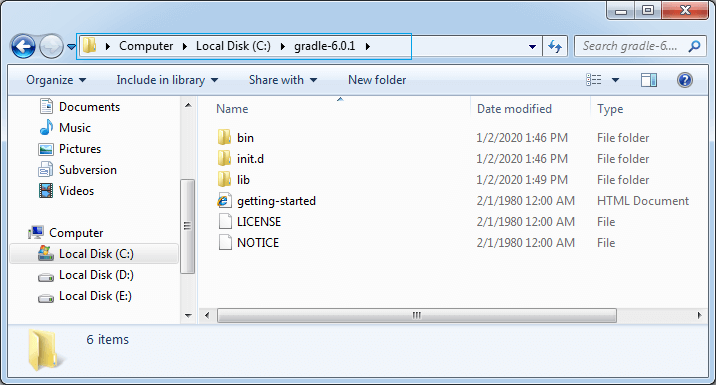 Computer Local Disk (C:) gradle-6.0.1 Search gradle-6....
Organize Include in library Share with New folder
Name Date modified Type
Documents
Music
Pictures
Subversion
Videos
Computer
Local Disk (C:)
Local Disk (D:)
Local Disk (E:)
bin 1/2/2020 1:46 PM File folder
init.d 1/2/2020 1:46 PM File folder
lib 1/2/2020 1:49 PM File folder
getting-started 2/1/1980 12:00 AM HTML Document
LICENSE 2/1/1980 12:00 AM File
NOTICE 2/1/1980 12:00 AM File
6 items